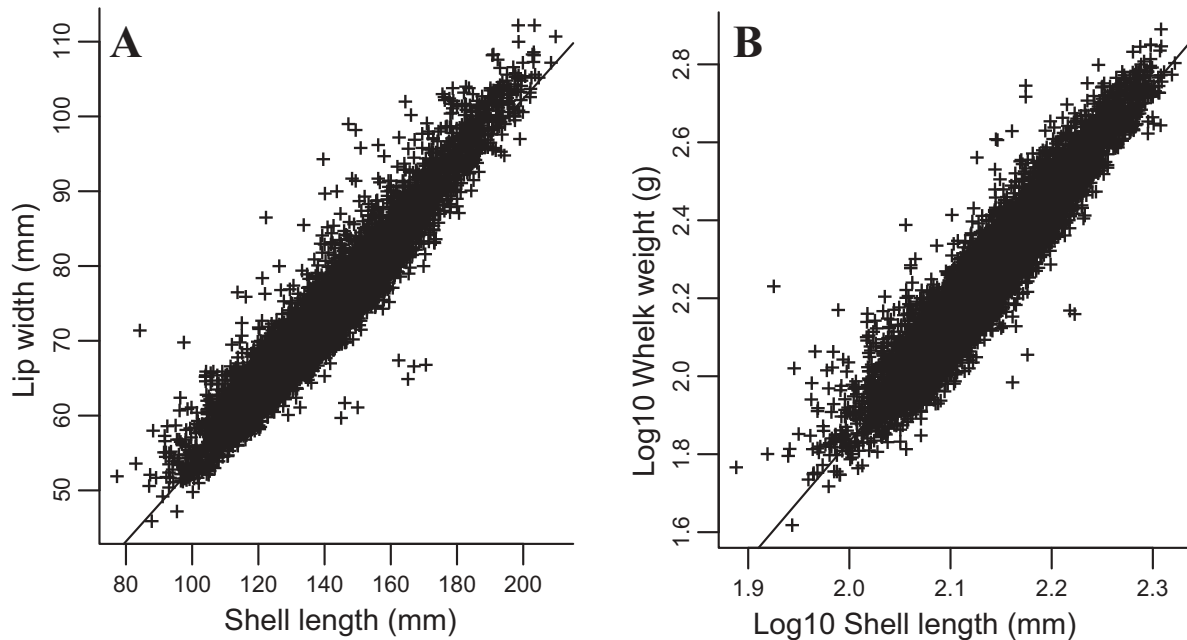 A
Lip width (mm)
110
100
90
80
70
60
50
80 100 120 140 160 180 200
Shell length (mm)
B
Log10 Whelk weight (g)
2.8
2.6
2.4
2.2
2.0
1.8
1.6
1.9 2.0 2.1 2.2 2.3
Log10 Shell length (mm)